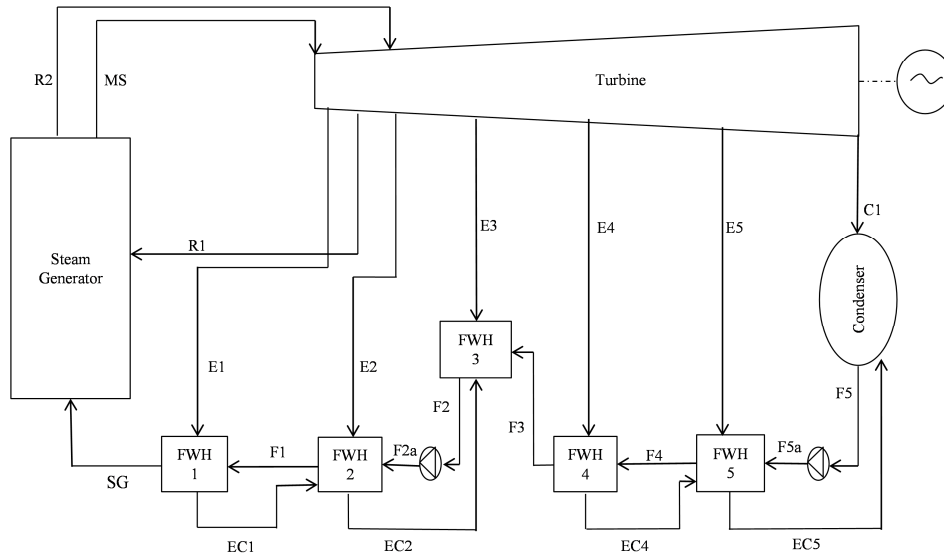 R2
MS
Turbine
C1
E3
E4
E5
R1
Steam
Generator
Condenser
FWH
3
E1
E2
F2
F3
F5
FWH
1
F1
FWH
2
F2a
FWH
4
F4
FWH
5
F5a
SG
EC1
EC2
EC4
EC5